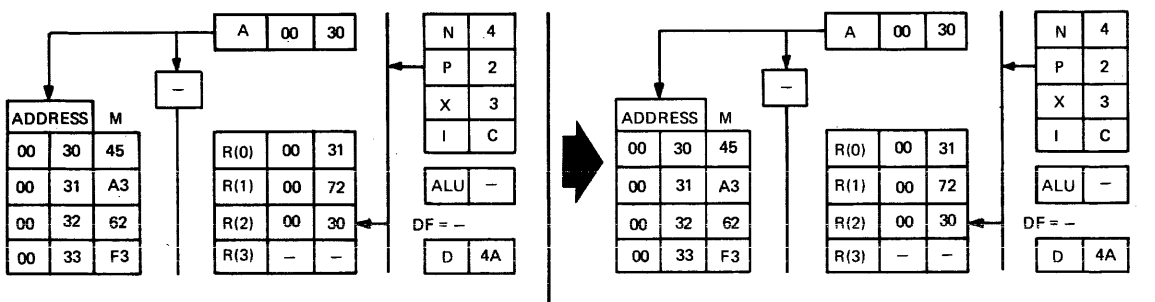 A 00 30
N 4
P 2
X 3
I C
–
ADDRESS M
00 30 45
00 31 A3
00 32 62
00 33 F3
R(0) 00 31
R(1) 00 72
R(2) 00 30
R(3) – –
ALU –
DF = –
D 4A
A 00 30
N 4
P 2
X 3
I C
–
ADDRESS M
00 30 45
00 31 A3
00 32 62
00 33 F3
R(0) 00 31
R(1) 00 72
R(2) 00 30
R(3) – –
ALU –
DF = –
D 4A